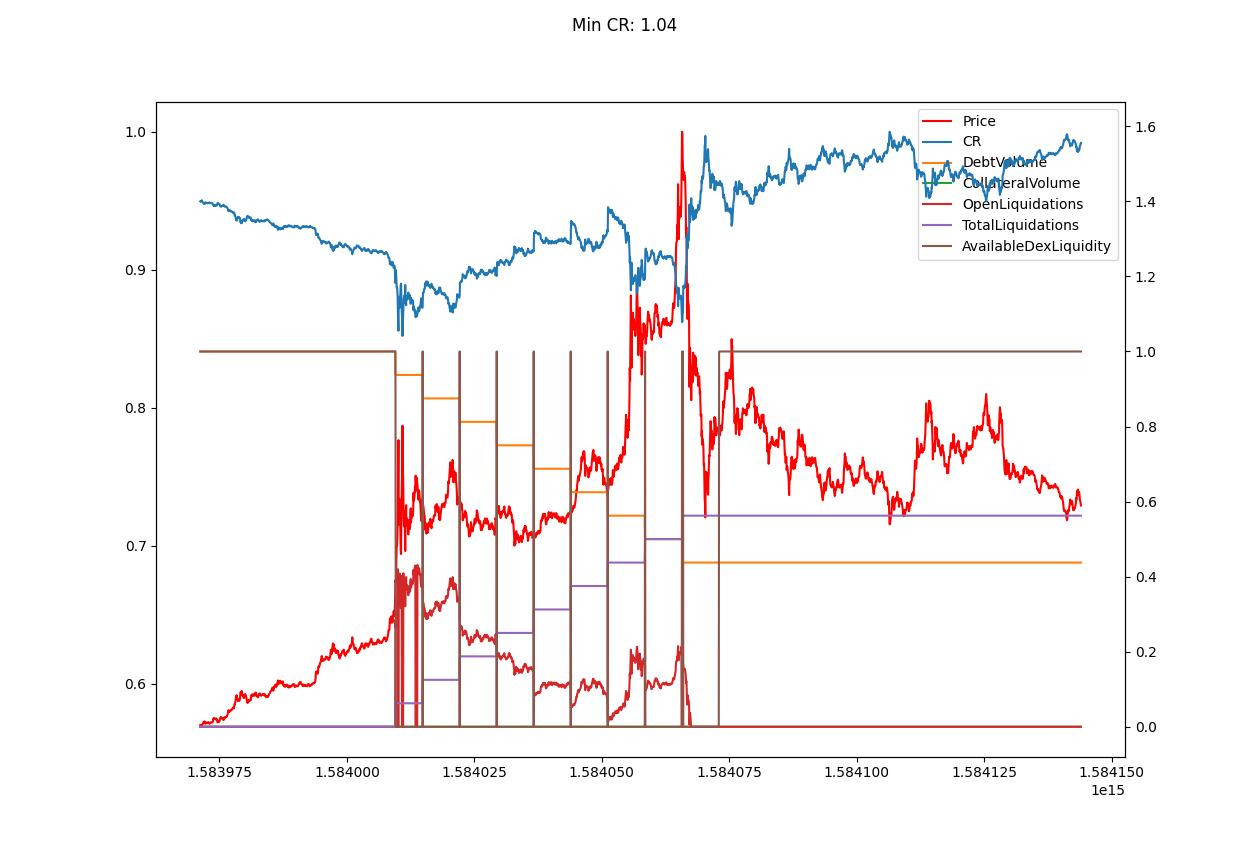 Min CR: 1.04
1.0
0.9
0.8
0.7
0.6
1.6
1.4
1.2
1.0
0.8
0.6
0.4
0.2
0.0
Price
CR
DebtVolume
CollateralVolume
OpenLiquidations
TotalLiquidations
AvailableDexLiquidity
1.583975 1.584000 1.584025 1.584050 1.584075 1.584100 1.584125 1.584150
1e15